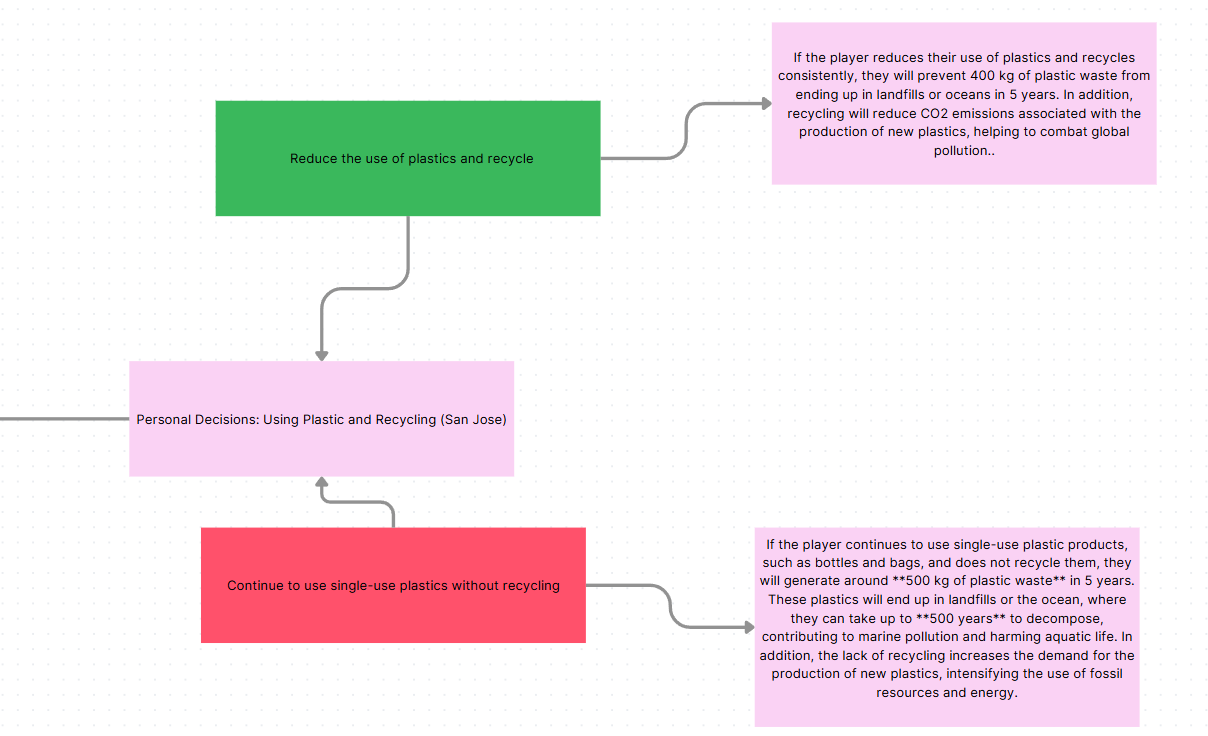 If the player reduces their use of plastics and recycles
consistently, they will prevent 400 kg of plastic waste from
ending up in landfills or oceans in 5 years. In addition,
recycling will reduce CO2 emissions associated with the
production of new plastics, helping to combat global
pollution..
Reduce the use of plastics and recycle
Personal Decisions: Using Plastic and Recycling (San Jose)
Continue to use single-use plastics without recycling
If the player continues to use single-use plastic products,
such as bottles and bags, and does not recycle them, they
will generate around **500 kg of plastic waste** in 5 years.
These plastics will end up in landfills or the ocean, where
they can take up to **500 years** to decompose,
contributing to marine pollution and harming aquatic life. In
addition, the lack of recycling increases the demand for the
production of new plastics, intensifying the use of fossil
resources and energy.